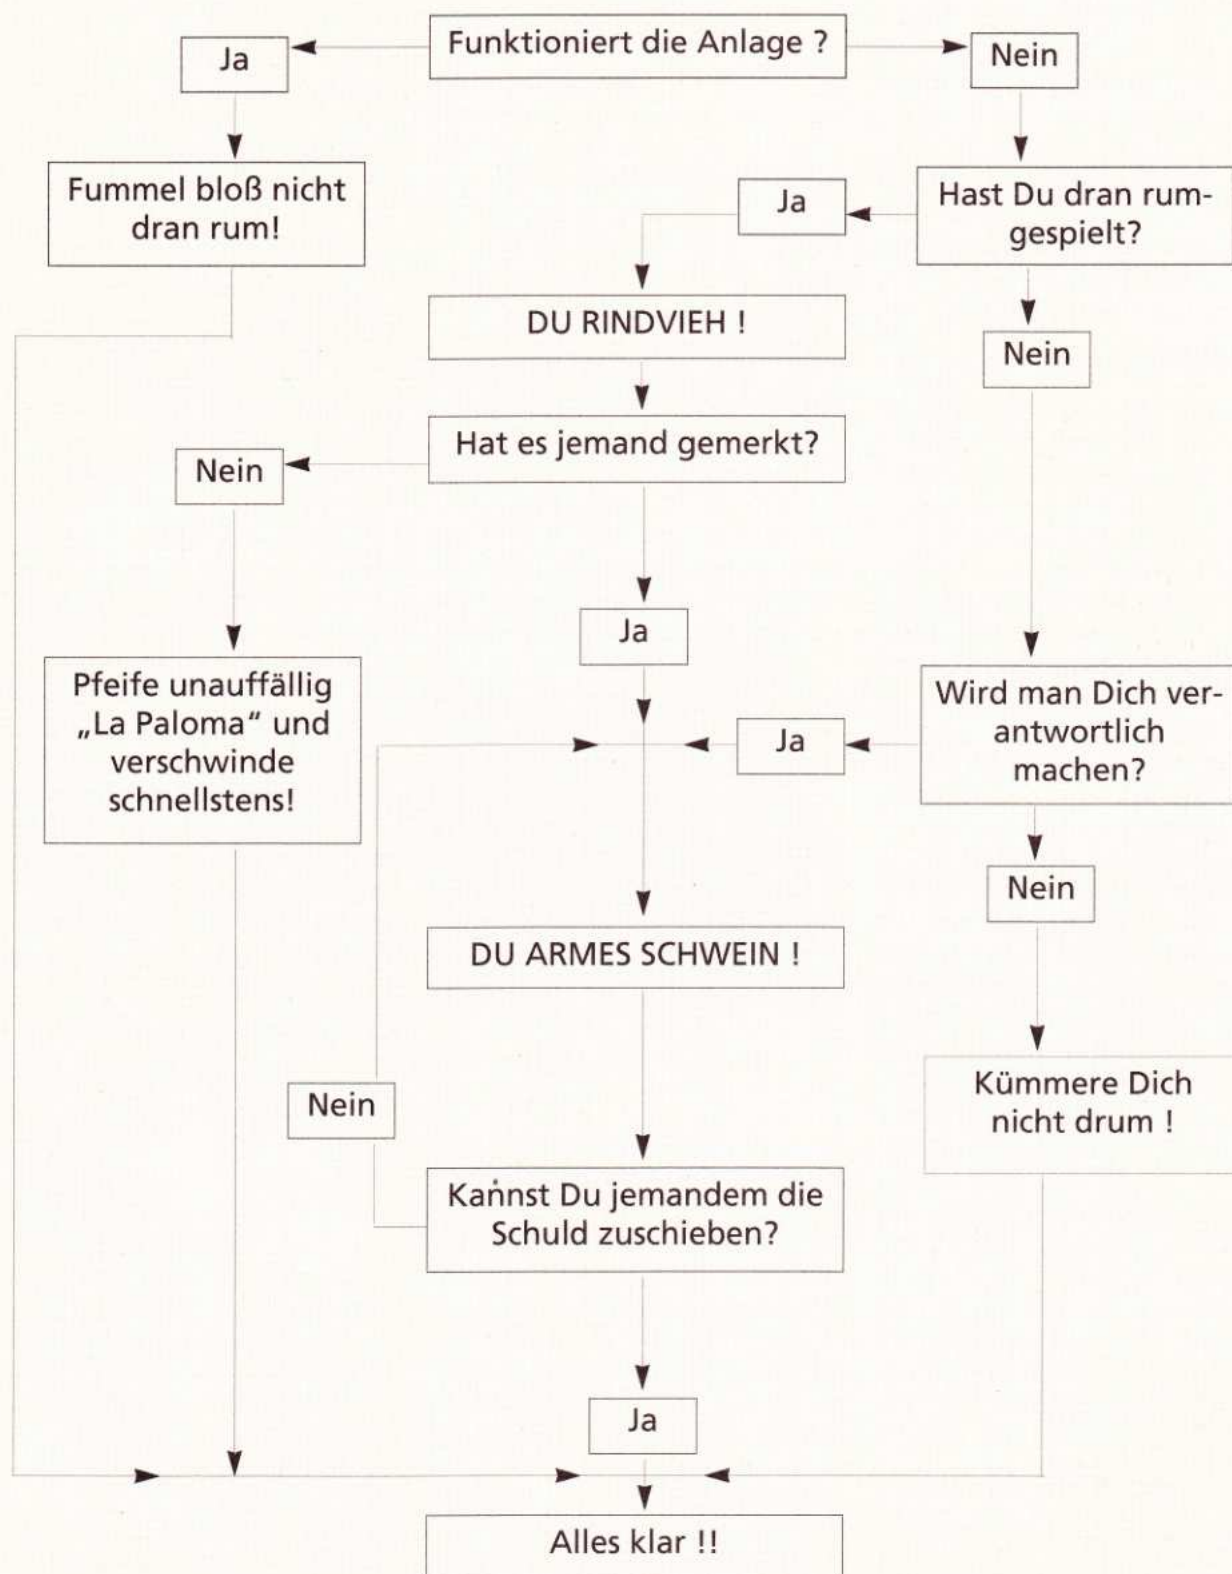 Funktioniert die Anlage ?
Ja
Nein
Fummel bloß nicht
dran rum!
Ja
Hast Du dran rum-
gespielt?
DU RINDVIEH !
Nein
Hat es jemand gemerkt?
Nein
Ja
Pfeife unauffällig
„La Paloma“ und
verschwinde
schnellstens!
Ja
Wird man Dich ver-
antwortlich
machen?
Nein
DU ARMES SCHWEIN !
Nein
Kümmere Dich
nicht drum !
Kannst Du jemandem die
Schuld zuschieben?
Ja
Alles klar !!